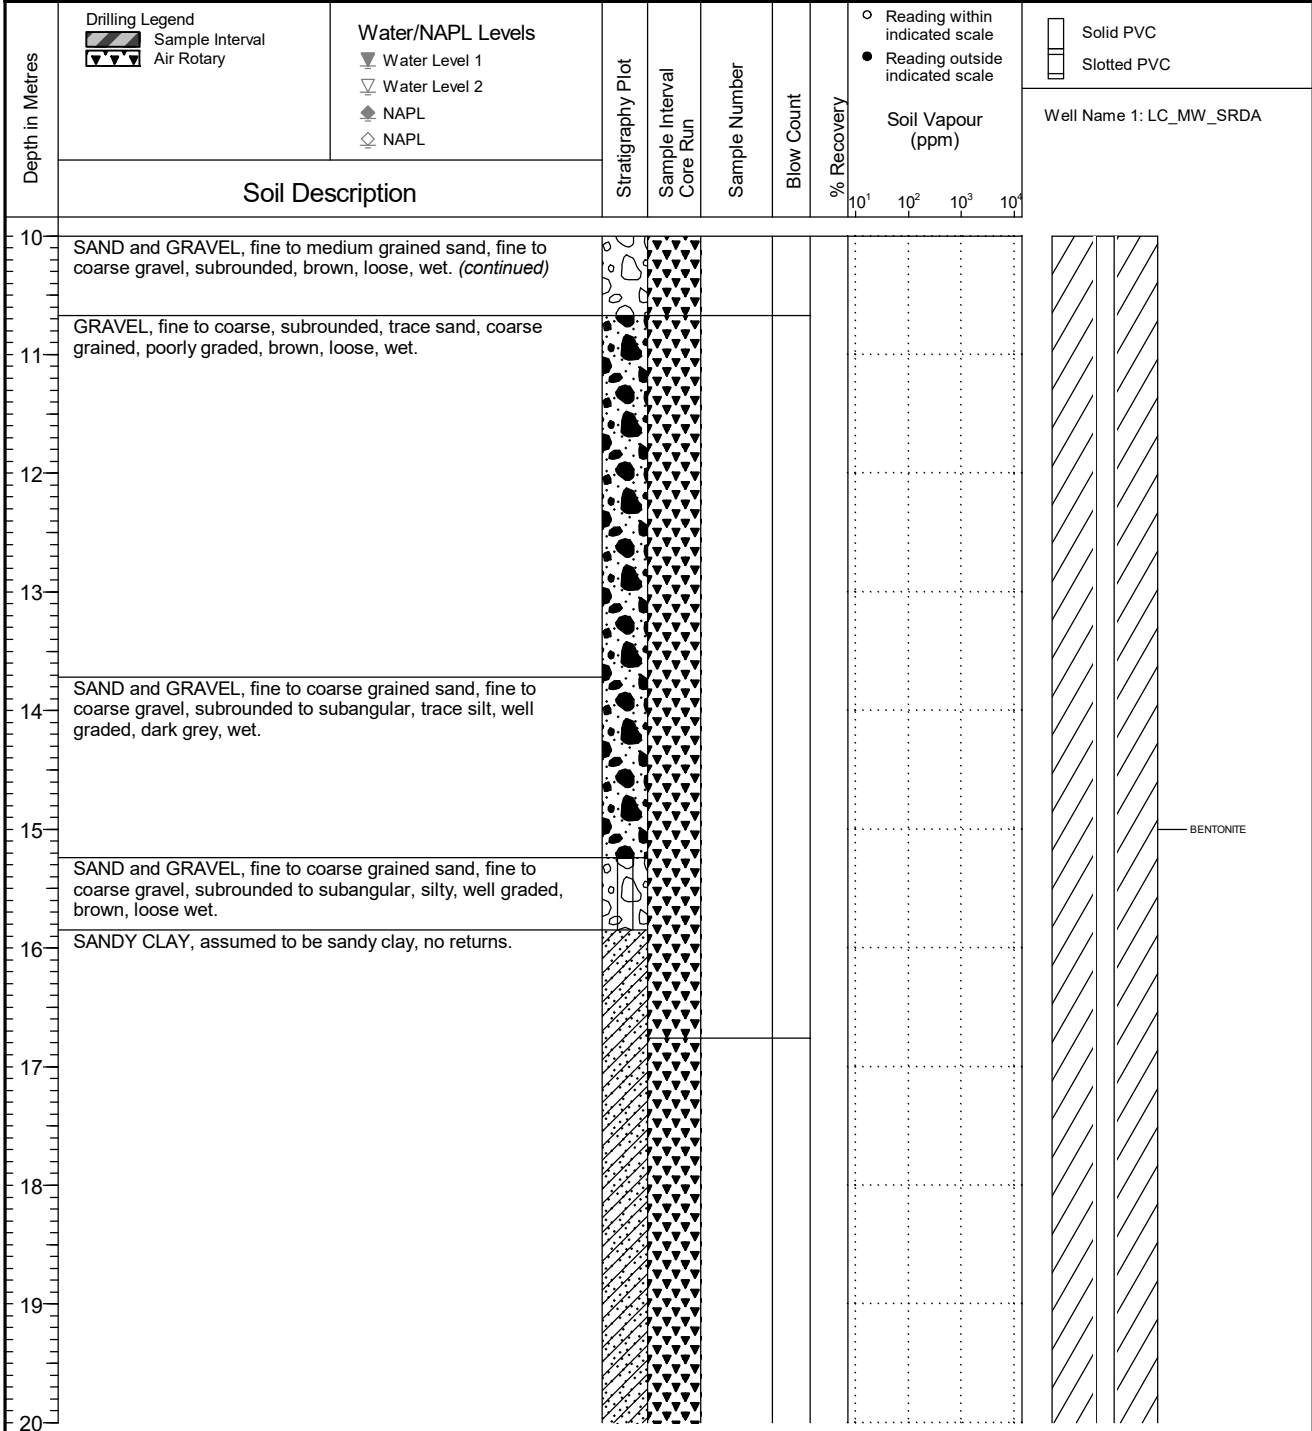 Depth in Metres
Drilling Legend
Sample Interval
Air Rotary
Water/NAPL Levels
Water Level 1
Water Level 2
NAPL
NAPL
Soil Description
Stratigraphy Plot
Sample Interval
Core Run
Sample Number
Blow Count
% Recovery
Reading within
indicated scale
Reading outside
indicated scale
Soil Vapour
(ppm)
10¹ 10² 10³ 10⁴
Solid PVC
Slotted PVC
Well Name 1: LC_MW_SRDA
10
SAND and GRAVEL, fine to medium grained sand, fine to
coarse gravel, subrounded, brown, loose, wet. (continued)
GRAVEL, fine to coarse, subrounded, trace sand, coarse
grained, poorly graded, brown, loose, wet.
11
12
13
SAND and GRAVEL, fine to coarse grained sand, fine to
coarse gravel, subrounded to subangular, trace silt, well
graded, dark grey, wet.
14
15
BENTONITE
SAND and GRAVEL, fine to coarse grained sand, fine to
coarse gravel, subrounded to subangular, silty, well graded,
brown, loose wet.
SANDY CLAY, assumed to be sandy clay, no returns.
16
17
18
19
20